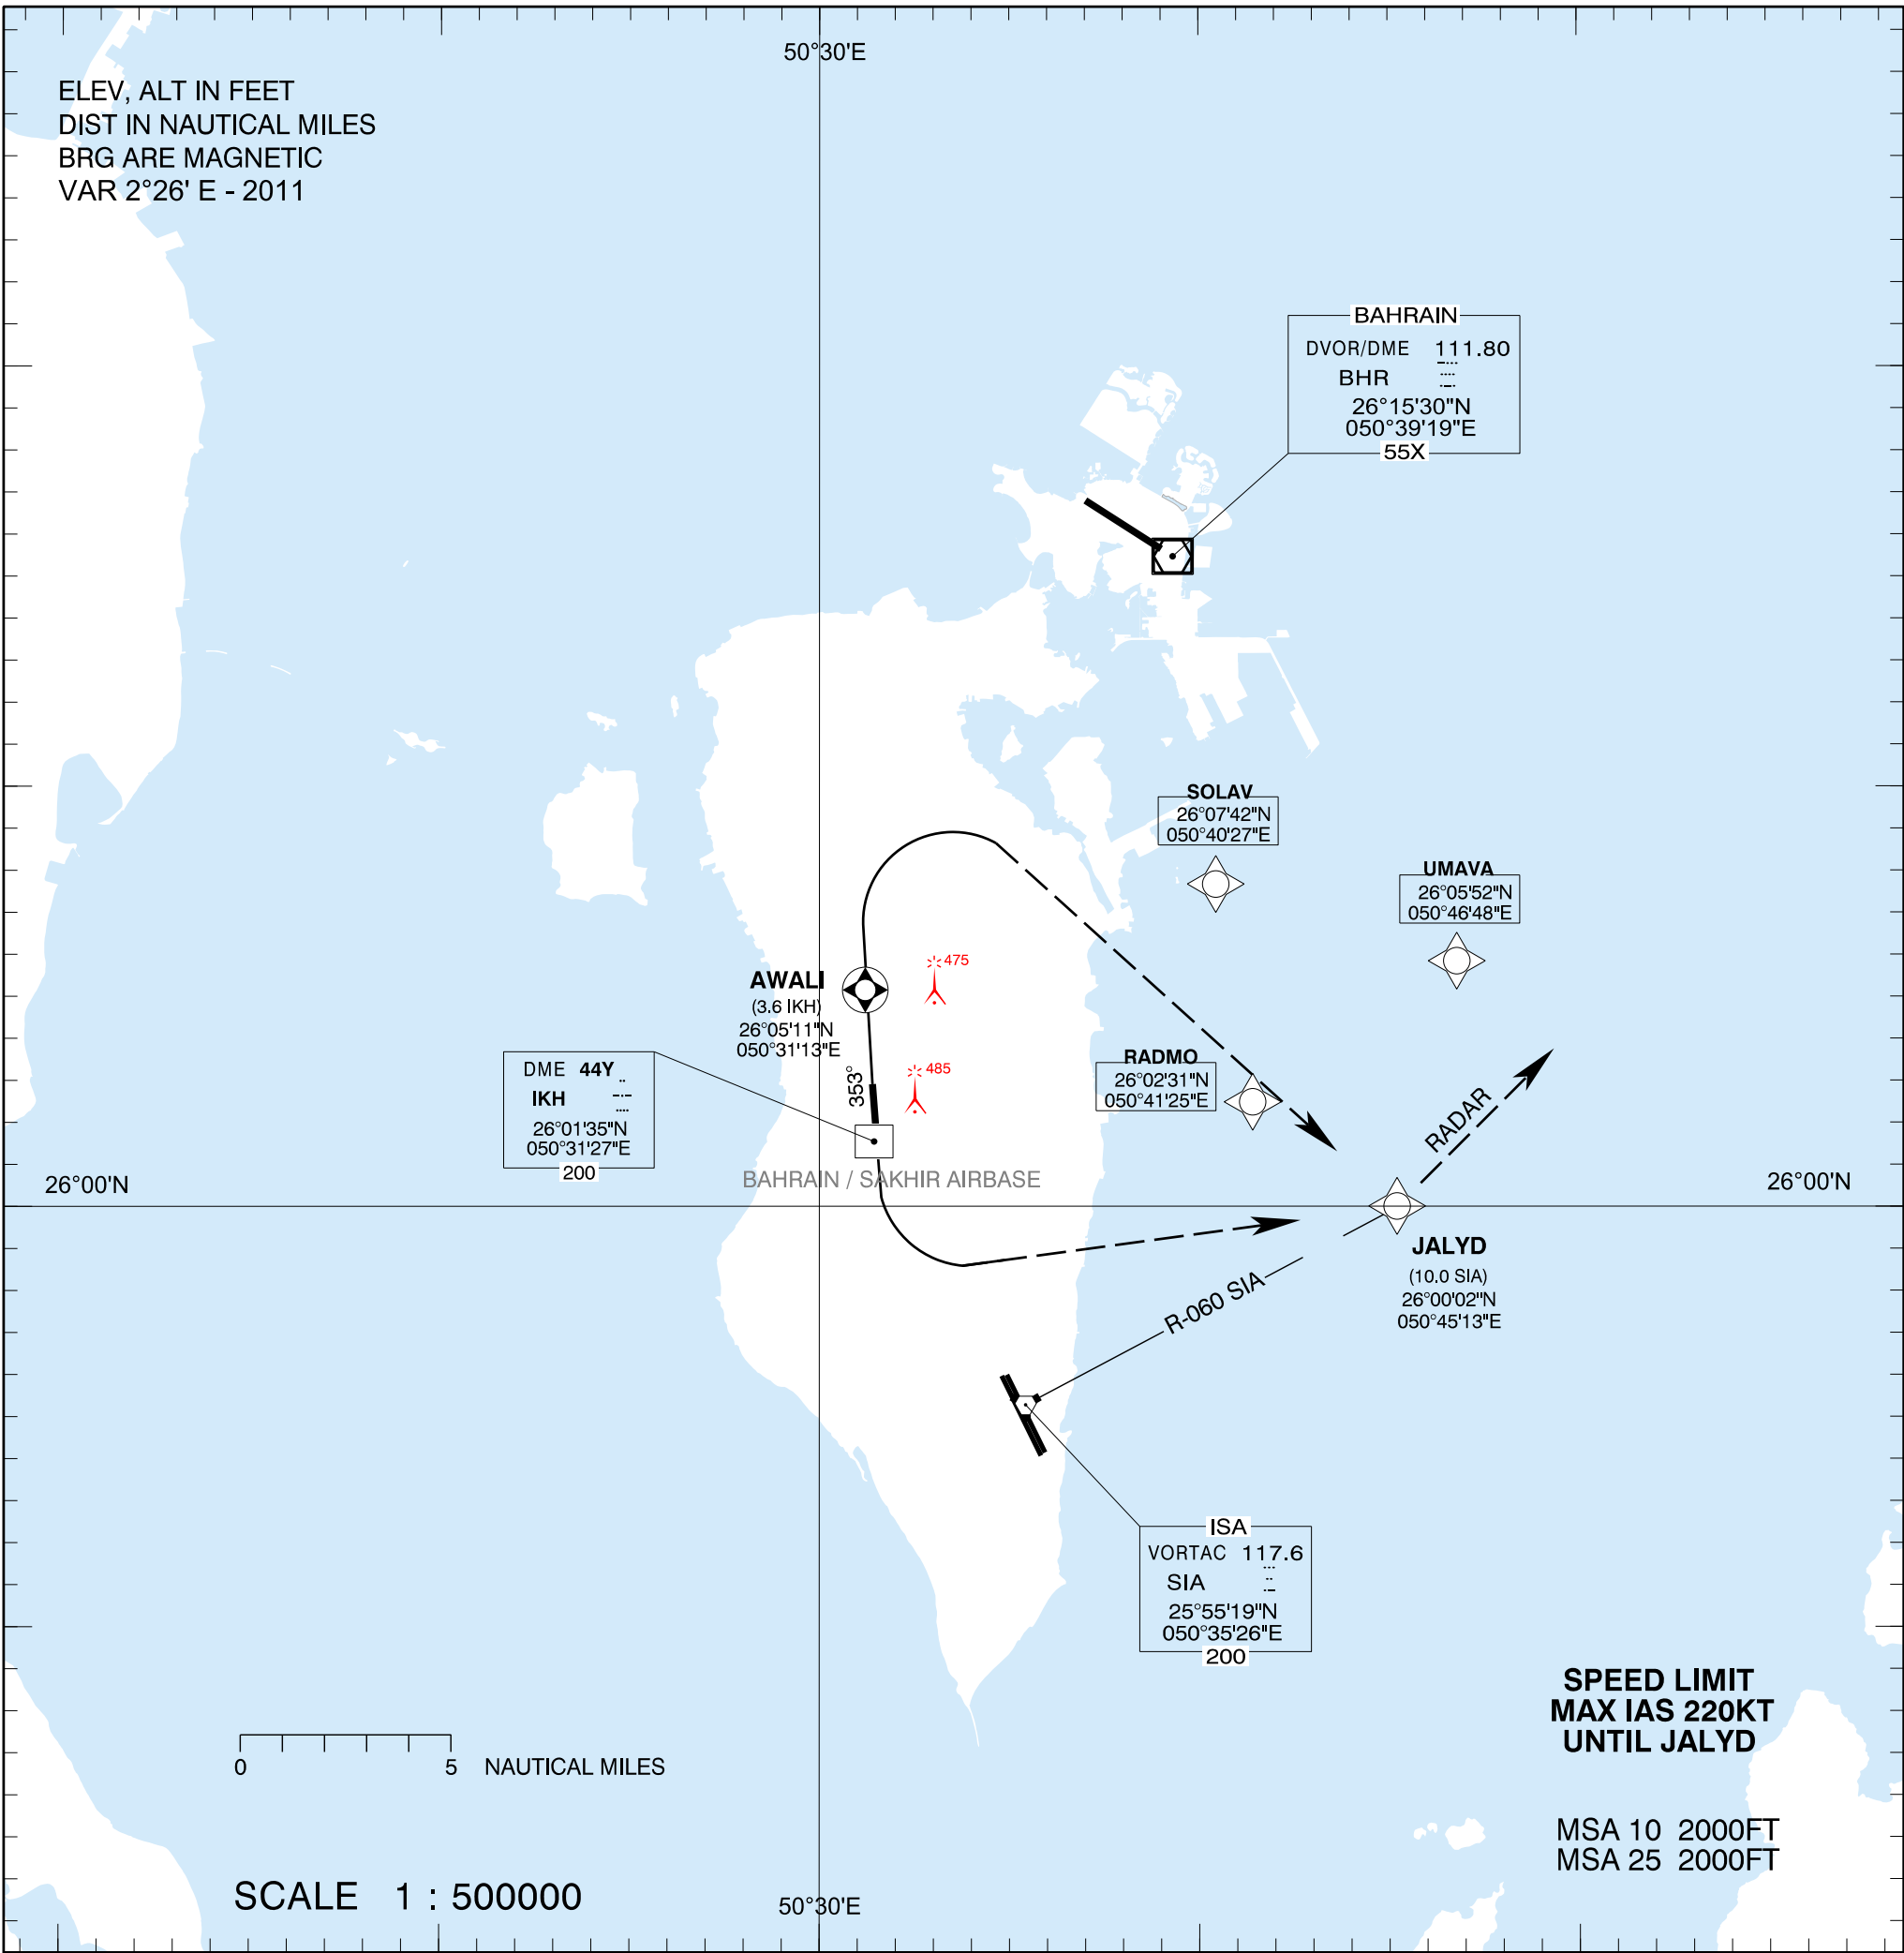 50°30'E
ELEV, ALT IN FEET
DIST IN NAUTICAL MILES
BRG ARE MAGNETIC
VAR 2°26' E - 2011
BAHRAIN
DVOR/DME 111.80
BHR
26°15'30"N
050°39'19"E
55X
SOLAV
26°07'42"N
050°40'27"E
UMAVA
26°05'52"N
050°46'48"E
475
AWALI
(3.6 IKH)
26°05'11"N
050°31'13"E
353°
485
RADMO
26°02'31"N
050°41'25"E
DME 44Y
IKH
26°01'35"N
050°31'27"E
200
RADAR
BAHRAIN / SAKHIR AIRBASE
26°00'N
26°00'N
JALYD
(10.0 SIA)
26°00'02"N
050°45'13"E
R-060 SIA
ISA
VORTAC 117.6
SIA
25°55'19"N
050°35'26"E
200
SPEED LIMIT
MAX IAS 220KT
UNTIL JALYD
0 5 NAUTICAL MILES
MSA 10 2000FT
MSA 25 2000FT
SCALE 1 : 500000
50°30'E